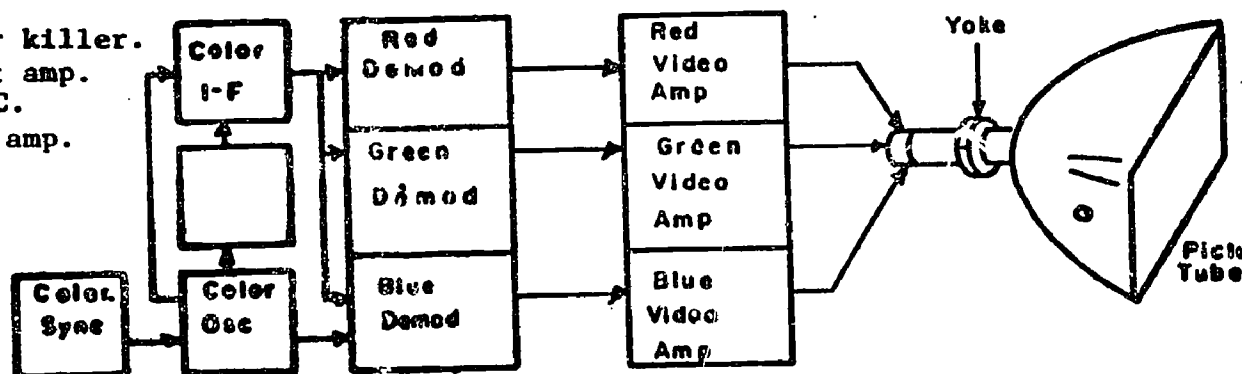 killer.
amp.
amp.
Color
I-F
Color
Sync
Color
Osc
Red
Demod
Green
Demod
Blue
Demod
Red
Video
Amp
Green
Video
Amp
Blue
Video
Amp
Yoke
Tube